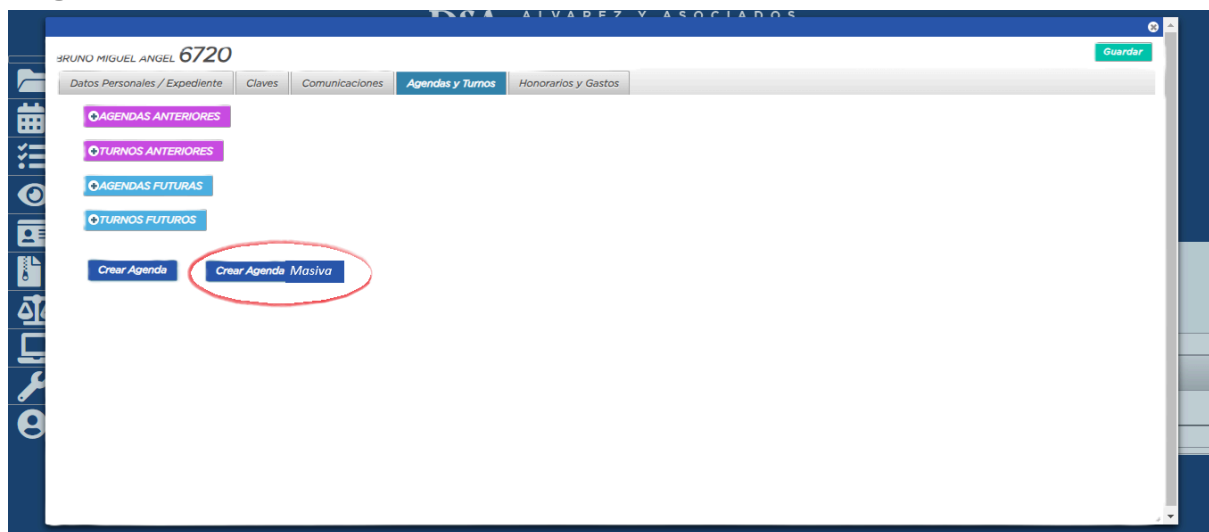 ALVAREZ Y ASOCIADOS
BRUNO MIGUEL ANGEL 6720
Guardar
Datos Personales / Expediente Claves Comunicaciones Agendas y Turnos Honorarios y Gastos
AGENDAS ANTERIORES
TURNOS ANTERIORES
AGENDAS FUTURAS
TURNOS FUTUROS
Crear Agenda Crear Agenda Masiva